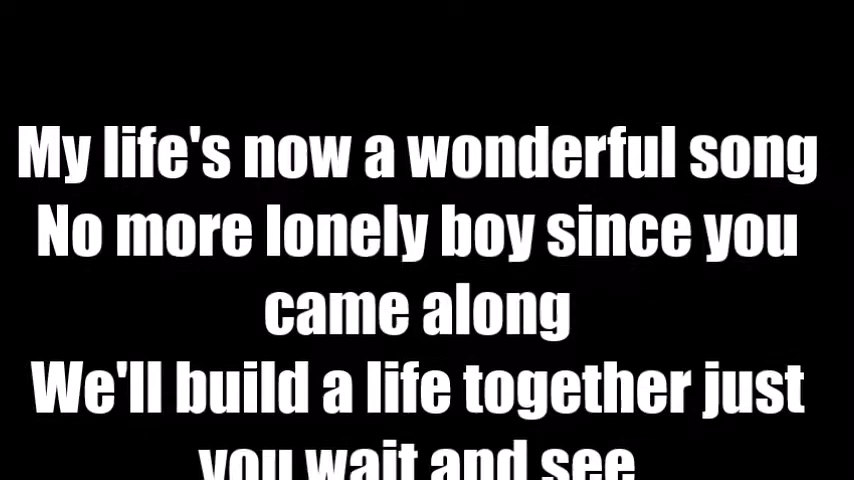 My life's now a wonderful song
No more lonely boy since you
came along
We'll build a life together just
you wait and see